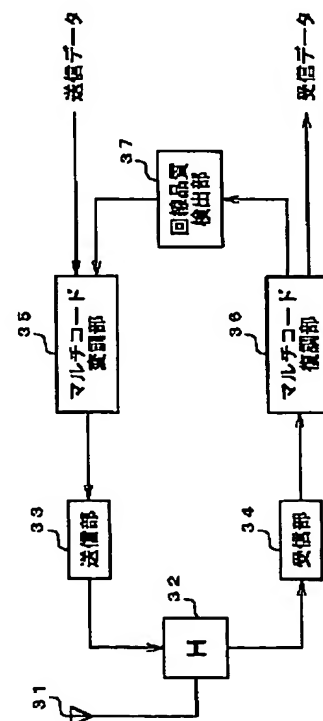 送信データ
35
マルチコード
変調部
33
送信部
31
32
H
37
回線品質
検出部
34
受信部
36
マルチコード
復調部
受信データ